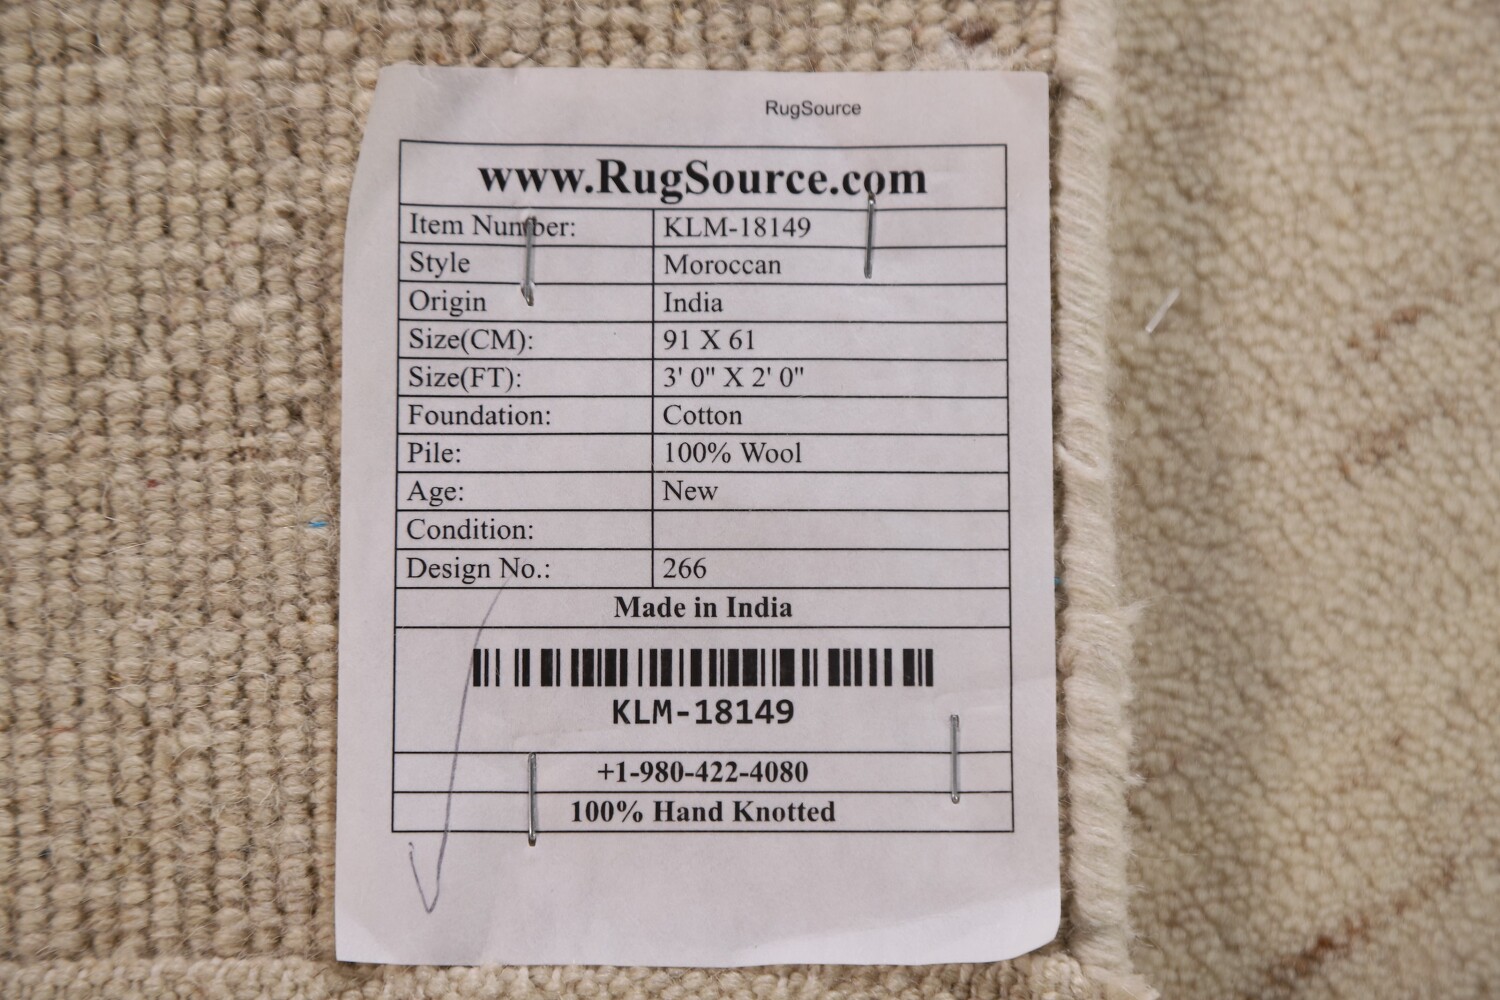 RugSource
www.RugSource.com
Item Number: KLM-18149
Style Moroccan
Origin India
Size(CM): 91 X 61
Size(FT): 3' 0" X 2' 0"
Foundation: Cotton
Pile: 100% Wool
Age: New
Condition:
Design No.: 266
Made in India
KLM-18149
+1-980-422-4080
100% Hand Knotted